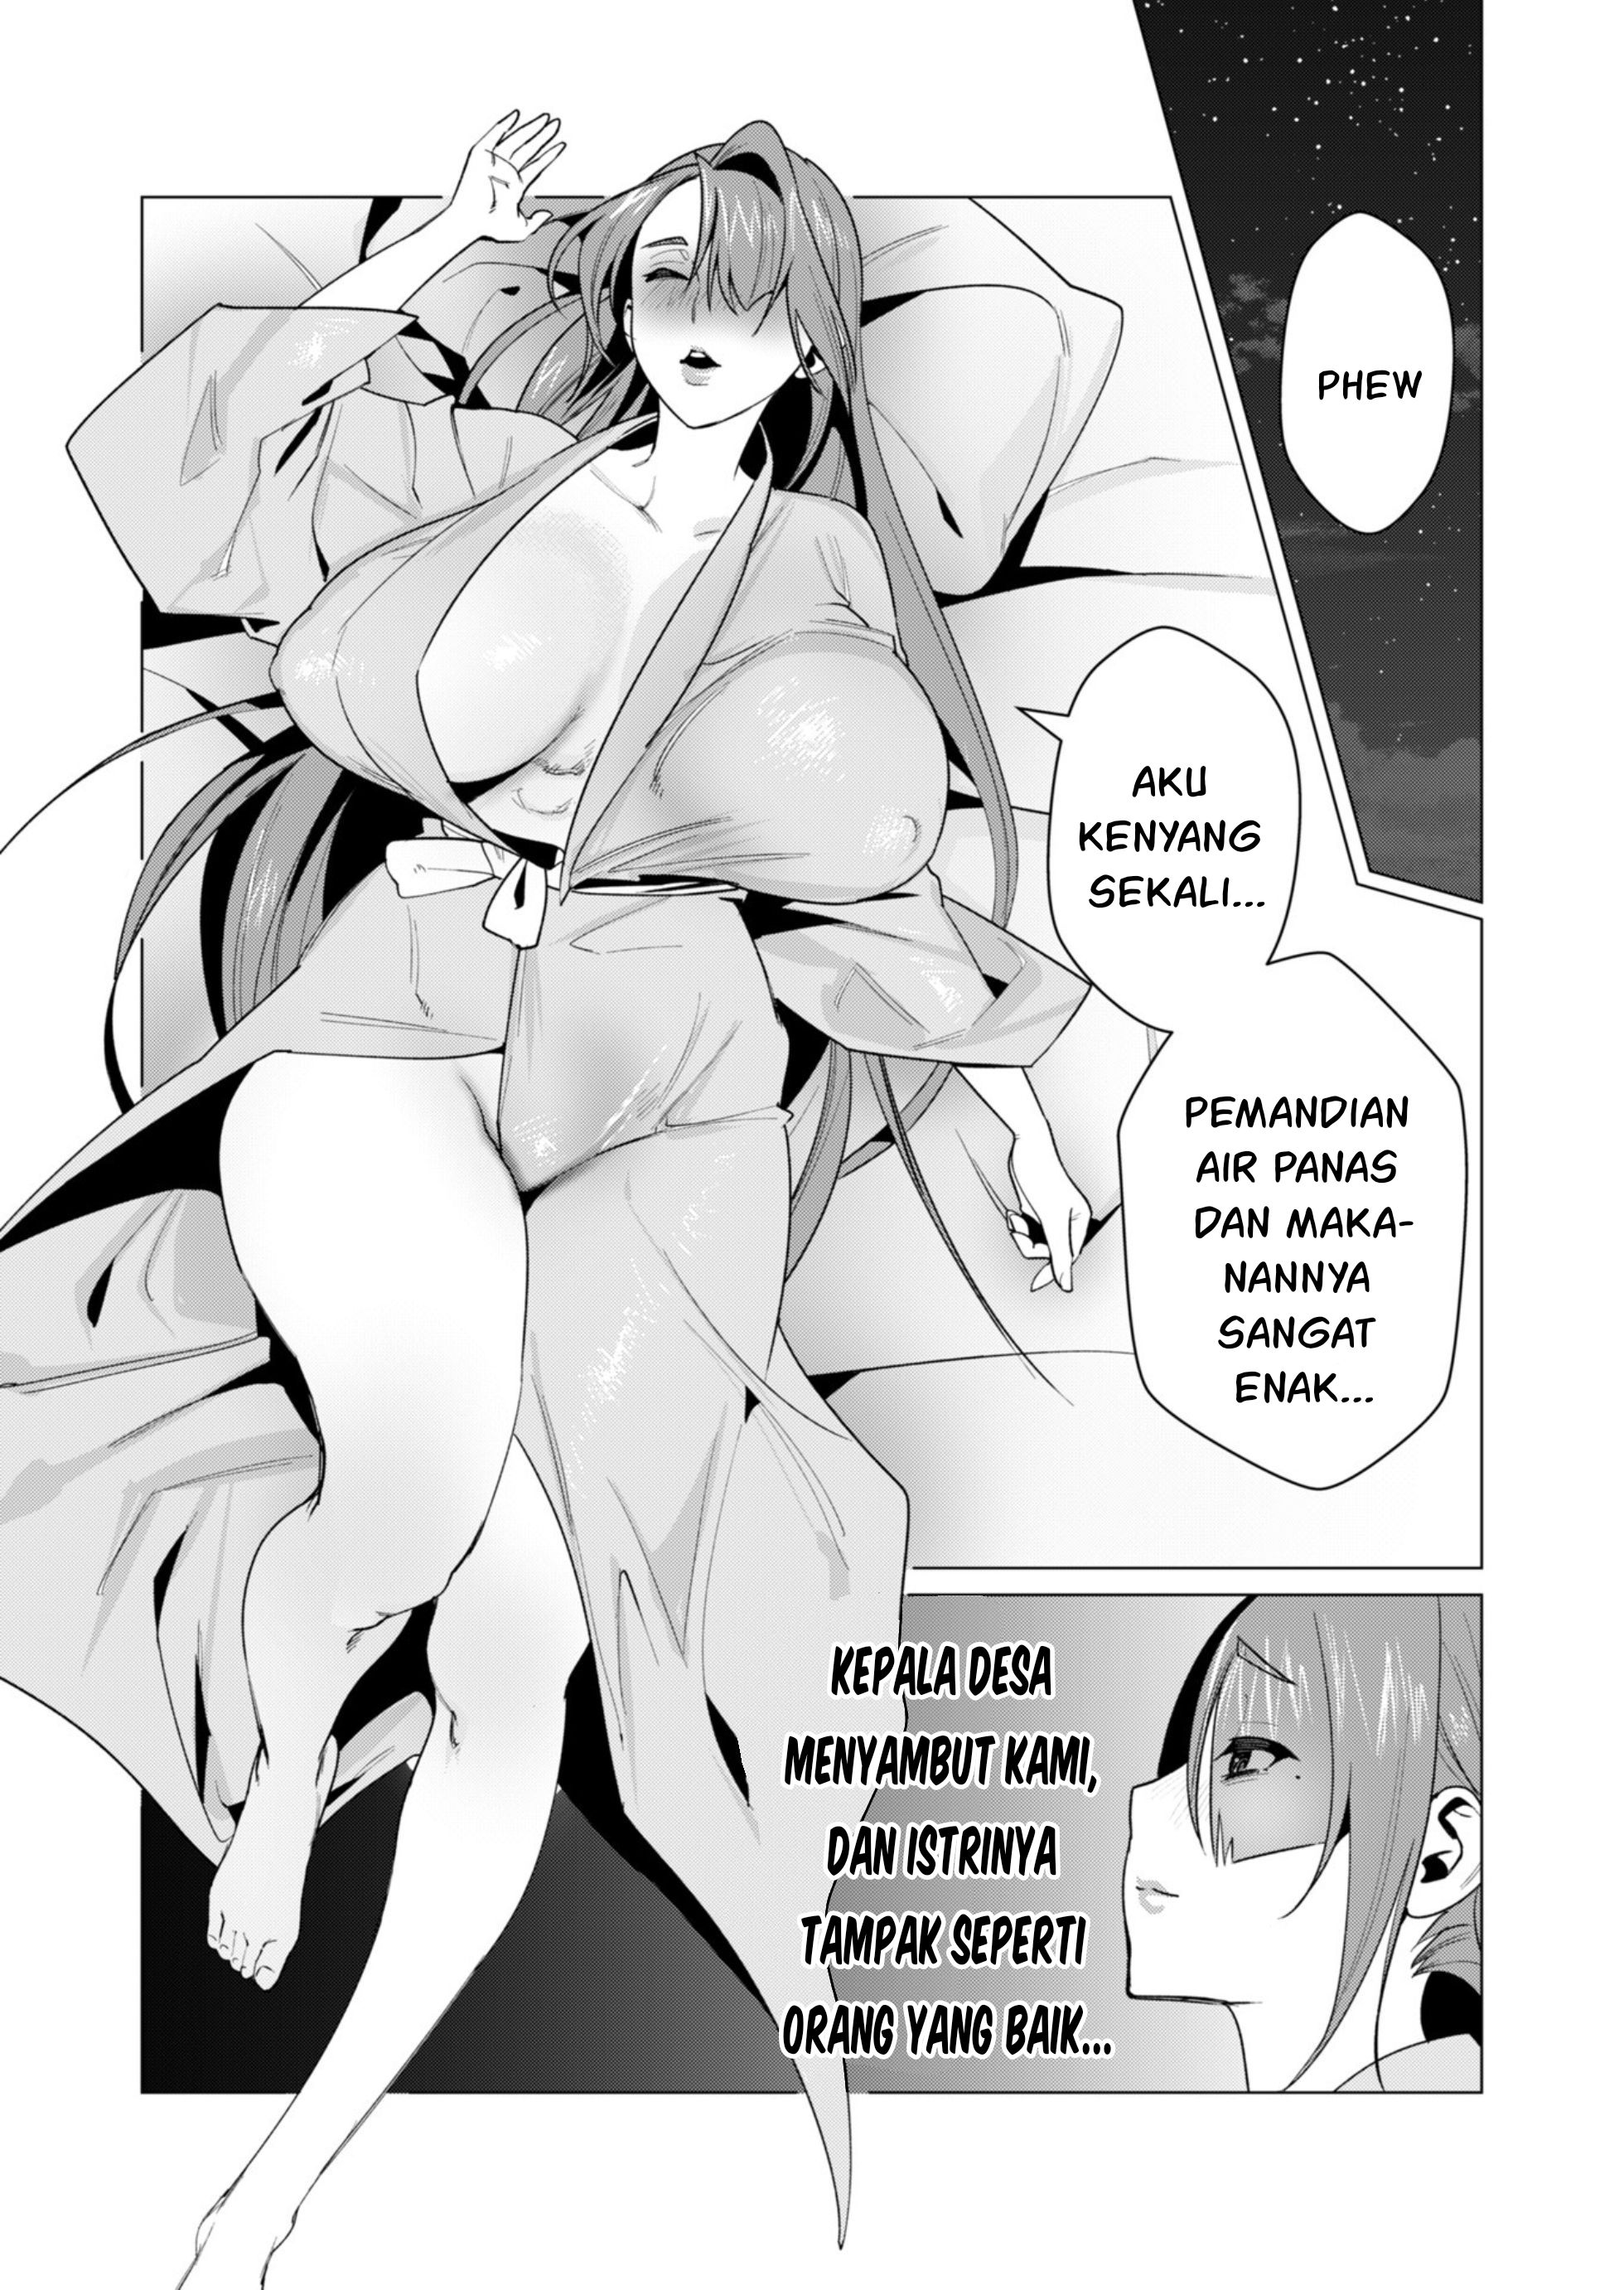 PHEW
AKU
KENYANG
SEKALI...
PEMANDIAN
AIR PANAS
DAN MAKA-
NANNYA
SANGAT
ENAK...
KEPALA DESA
MENYAMBUT KAMI,
DAN ISTRINYA
TAMPAK SEPERTI
ORANG YANG BAIK...